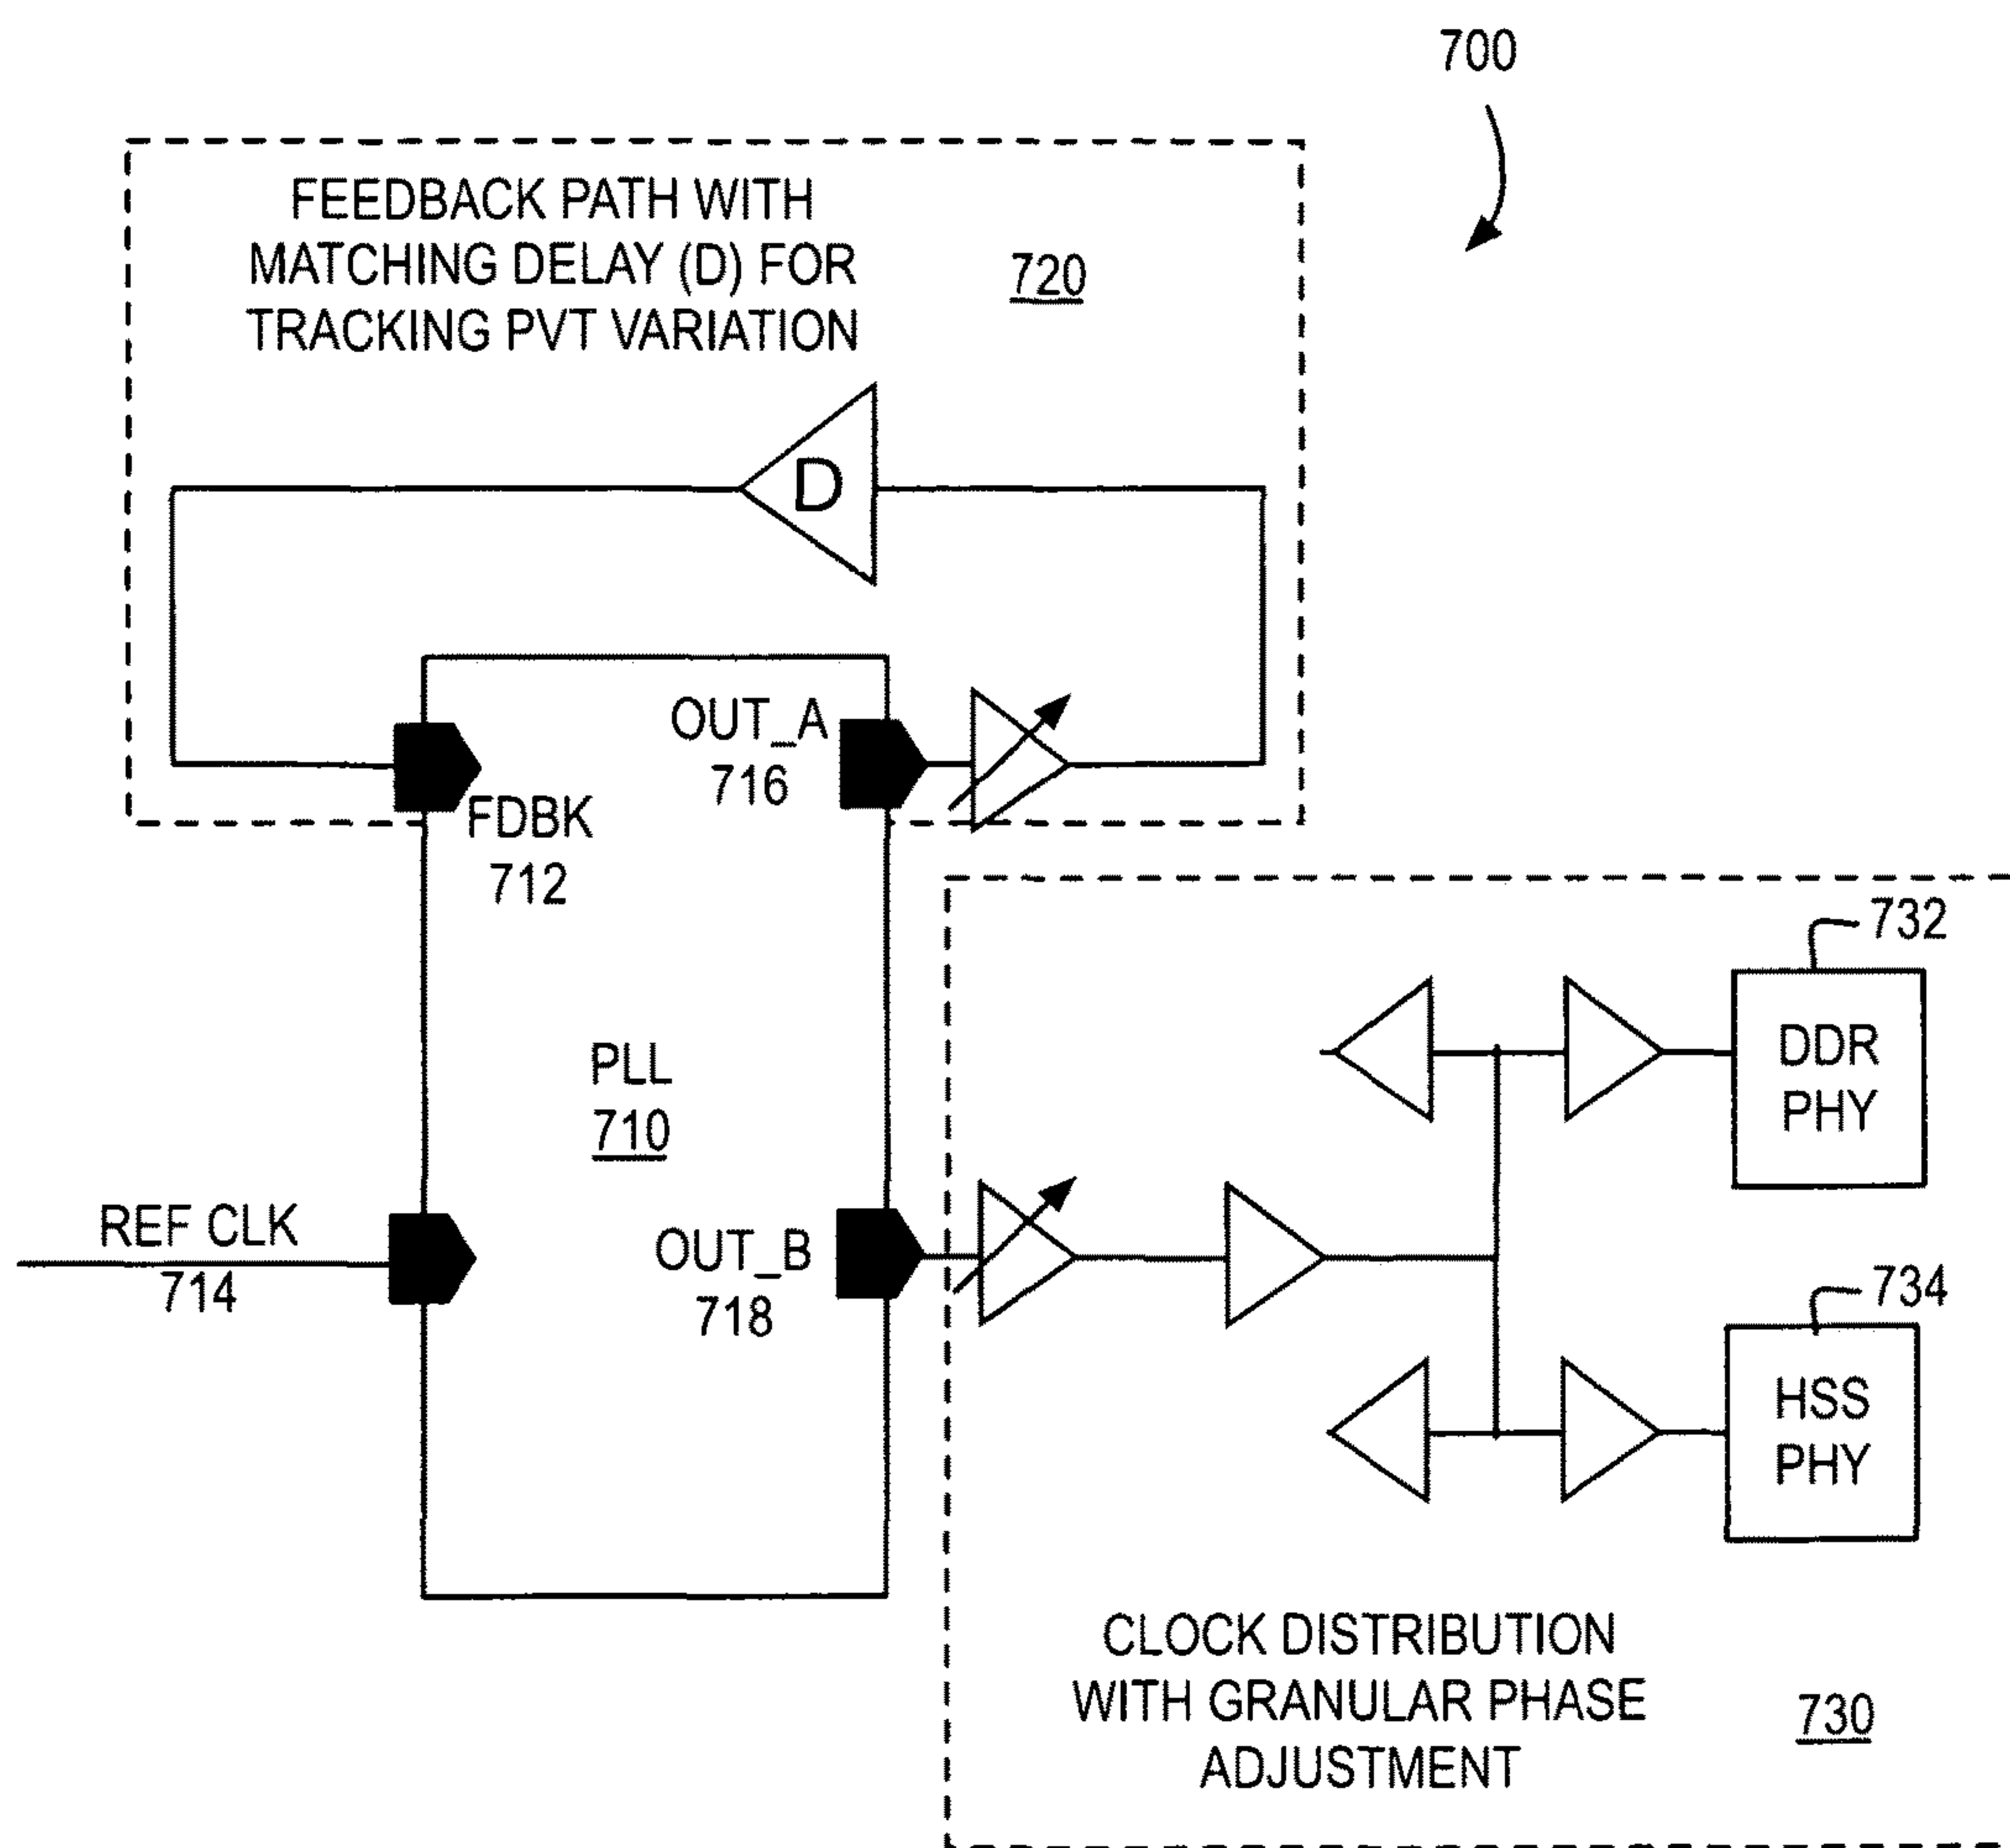 700
FEEDBACK PATH WITH
MATCHING DELAY (D) FOR
TRACKING PVT VARIATION
720
D
OUT_A
716
FDBK
712
732
DDR
PHY
PLL
710
REF CLK
714
OUT_B
718
734
HSS
PHY
CLOCK DISTRIBUTION
WITH GRANULAR PHASE
ADJUSTMENT
730